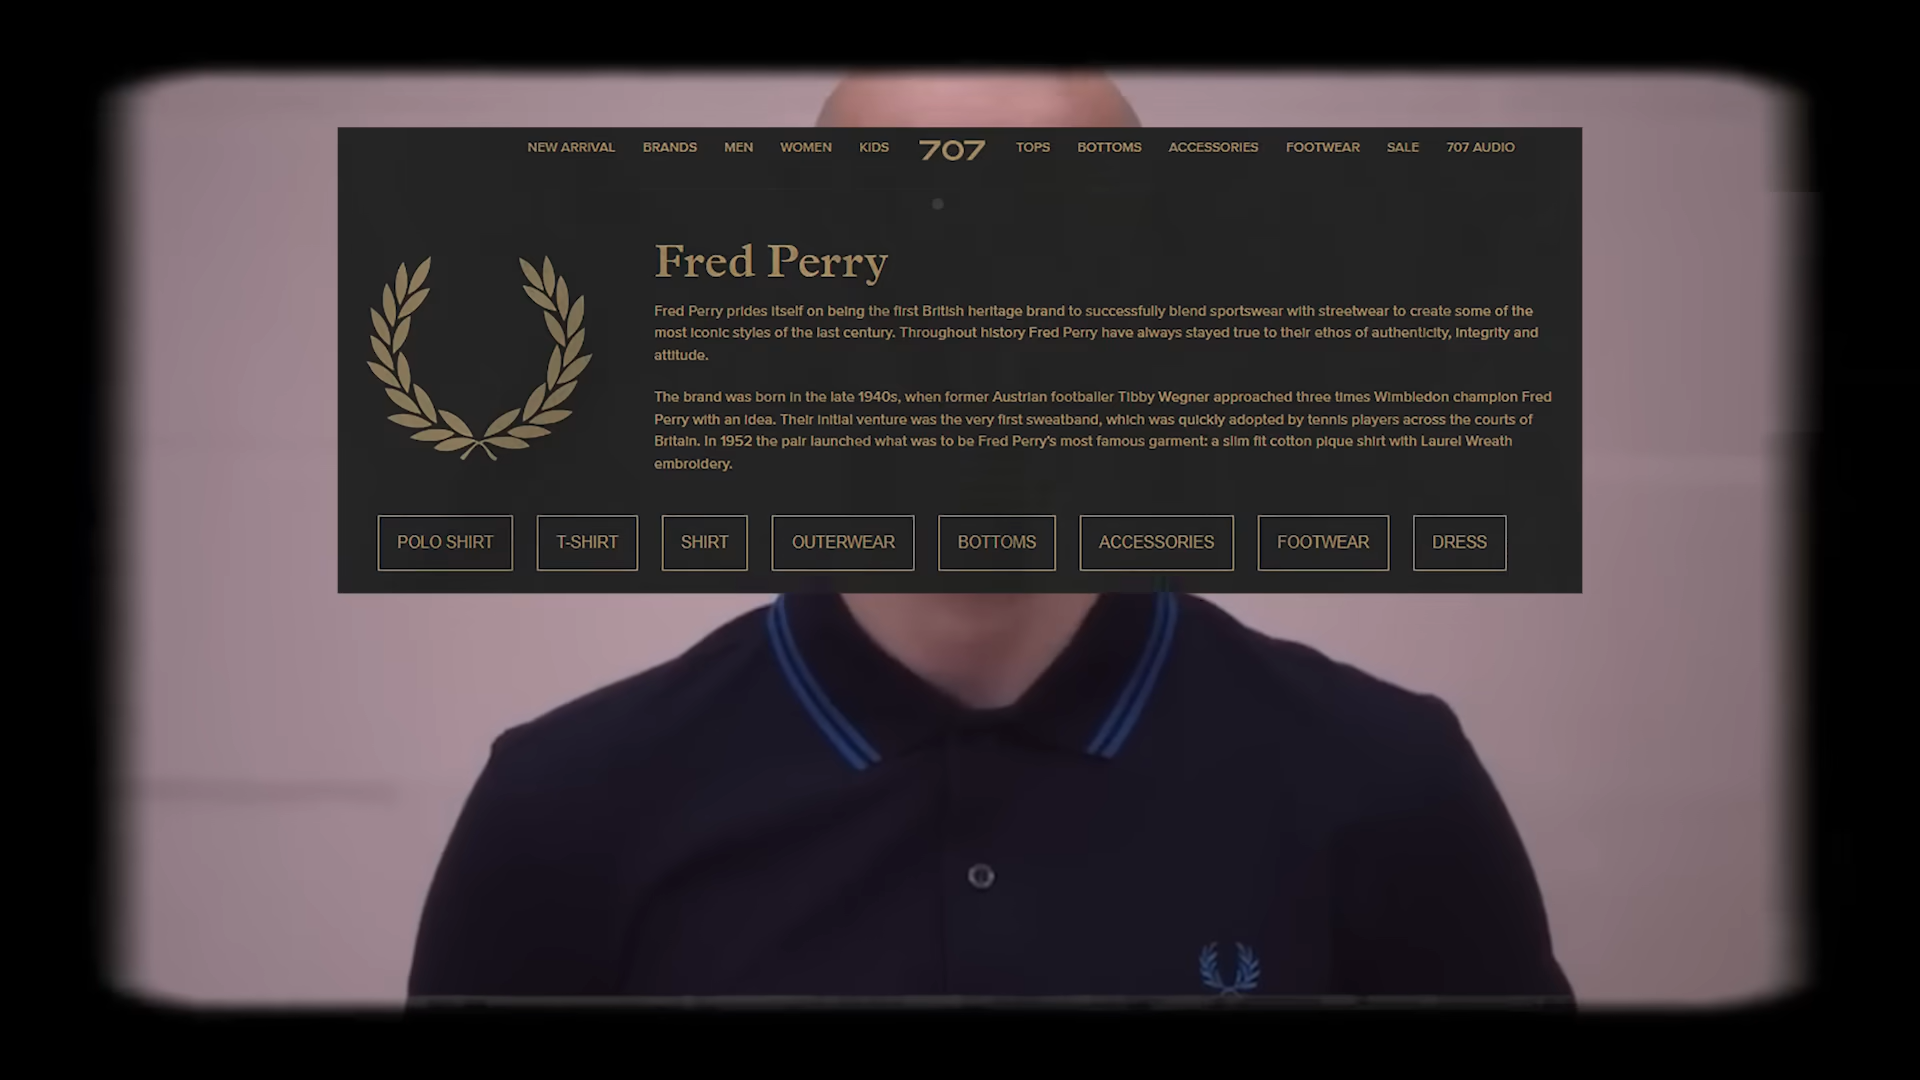 NEW ARRIVAL BRANDS MEN WOMEN KIDS 707 TOPS BOTTOMS ACCESSORIES FOOTWEAR SALE 707 AUDIO
Fred Perry
Fred Perry prides itself on being the first British heritage brand to successfully blend sportswear with streetwear to create some of the
most iconic styles of the last century. Throughout history Fred Perry have always stayed true to their ethos of authenticity, integrity and
attitude.
The brand was born in the late 1940s, when former Austrian footballer Tibby Wegner approached three times Wimbledon champion Fred
Perry with an idea. Their initial venture was the very first sweatband, which was quickly adopted by tennis players across the courts of
Britain. In 1952 the pair launched what was to be Fred Perry's most famous garment: a slim fit cotton pique shirt with Laurel Wreath
embroidery.
POLO SHIRT T-SHIRT SHIRT OUTERWEAR BOTTOMS ACCESSORIES FOOTWEAR DRESS